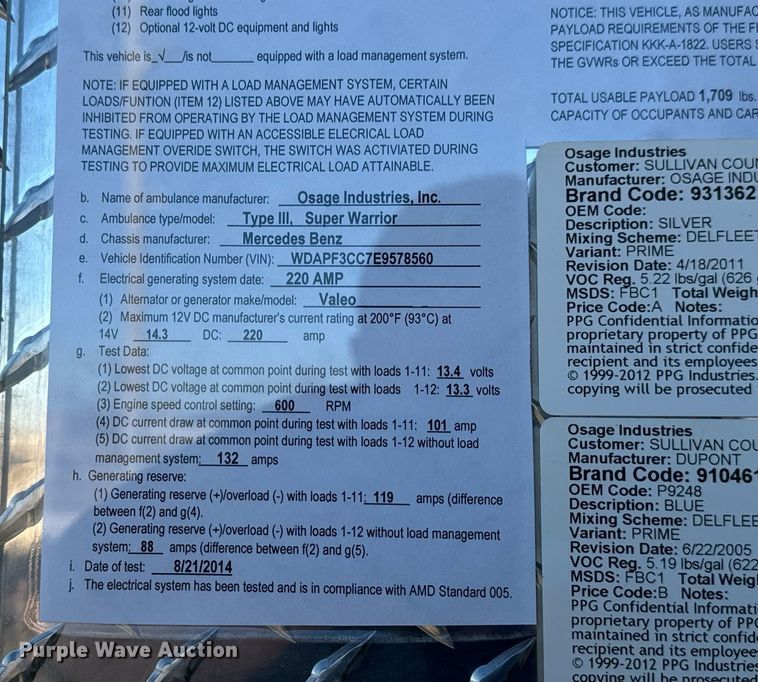 (11) Rear flood lights
(12) Optional 12-volt DC equipment and lights
This vehicle is_√___/is not_______ equipped with a load management system.
NOTE: IF EQUIPPED WITH A LOAD MANAGEMENT SYSTEM, CERTAIN
LOADS/FUNTION (ITEM 12) LISTED ABOVE MAY HAVE AUTOMATICALLY BEEN
INHIBITED FROM OPERATING BY THE LOAD MANAGEMENT SYSTEM DURING
TESTING. IF EQUIPPED WITH AN ACCESSIBLE ELECRICAL LOAD
MANAGEMENT OVERIDE SWITCH, THE SWITCH WAS ACTIVIATED DURING
TESTING TO PROVIDE MAXIMUM ELECTRICAL LOAD ATTAINABLE.
b. Name of ambulance manufacturer: Osage Industries, Inc.
c. Ambulance type/model: Type III, Super Warrior
d. Chassis manufacturer: Mercedes Benz
e. Vehicle Identification Number (VIN): WDAPF3CC7E9578560
f. Electrical generating system date: 220 AMP
(1) Alternator or generator make/model: Valeo
(2) Maximum 12V DC manufacturer's current rating at 200°F (93°C) at
14V 14.3 DC: 220 amp
g. Test Data:
(1) Lowest DC voltage at common point during test with loads 1-11: 13.4 volts
(2) Lowest DC voltage at common point during test with loads 1-12: 13.3 volts
(3) Engine speed control setting: 600 RPM
(4) DC current draw at common point during test with loads 1-11: 101 amp
(5) DC current draw at common point during test with loads 1-12 without load
management system: 132 amps
h. Generating reserve:
(1) Generating reserve (+)/overload (-) with loads 1-11: 119 amps (difference
between f(2) and g(4).
(2) Generating reserve (+)/overload (-) with loads 1-12 without load management
system: 88 amps (difference between f(2) and g(5).
i. Date of test: 8/21/2014
j. The electrical system has been tested and is in compliance with AMD Standard 005.
NOTICE: THIS VEHICLE, AS MANUFAC
PAYLOAD REQUIREMENTS OF THE F
SPECIFICATION KKK-A-1822. USERS S
THE GVWRs OR EXCEED THE TOTAL
TOTAL USABLE PAYLOAD 1,709 lbs.
CAPACITY OF OCCUPANTS AND CAR
Osage Industries
Customer: SULLIVAN COU
Manufacturer: OSAGE INDU
Brand Code: 931362
OEM Code:
Description: SILVER
Mixing Scheme: DELFLEET
Variant: PRIME
Revision Date: 4/18/2011
VOC Reg. 5.22 lbs/gal (626
MSDS: FBC1 Total Weigh
Price Code:A Notes:
PPG Confidential Informatio
proprietary property of PPG
maintained in strict confide
recipient and its employees
© 1999-2012 PPG Industries.
copying will be prosecuted
Osage Industries
Customer: SULLIVAN COU
Manufacturer: DUPONT
Brand Code: 91046
OEM Code: P9248
Description: BLUE
Mixing Scheme: DELFLEE
Variant: PRIME
Revision Date: 6/22/2005
VOC Reg. 5.19 lbs/gal (622
MSDS: FBC1 Total Weigh
Price Code:B Notes:
PPG Confidential Informati
proprietary property of PPG
maintained in strict confid
recipient and its employee
© 1999-2012 PPG Industries
copying will be prosecuted
Purple Wave Auction